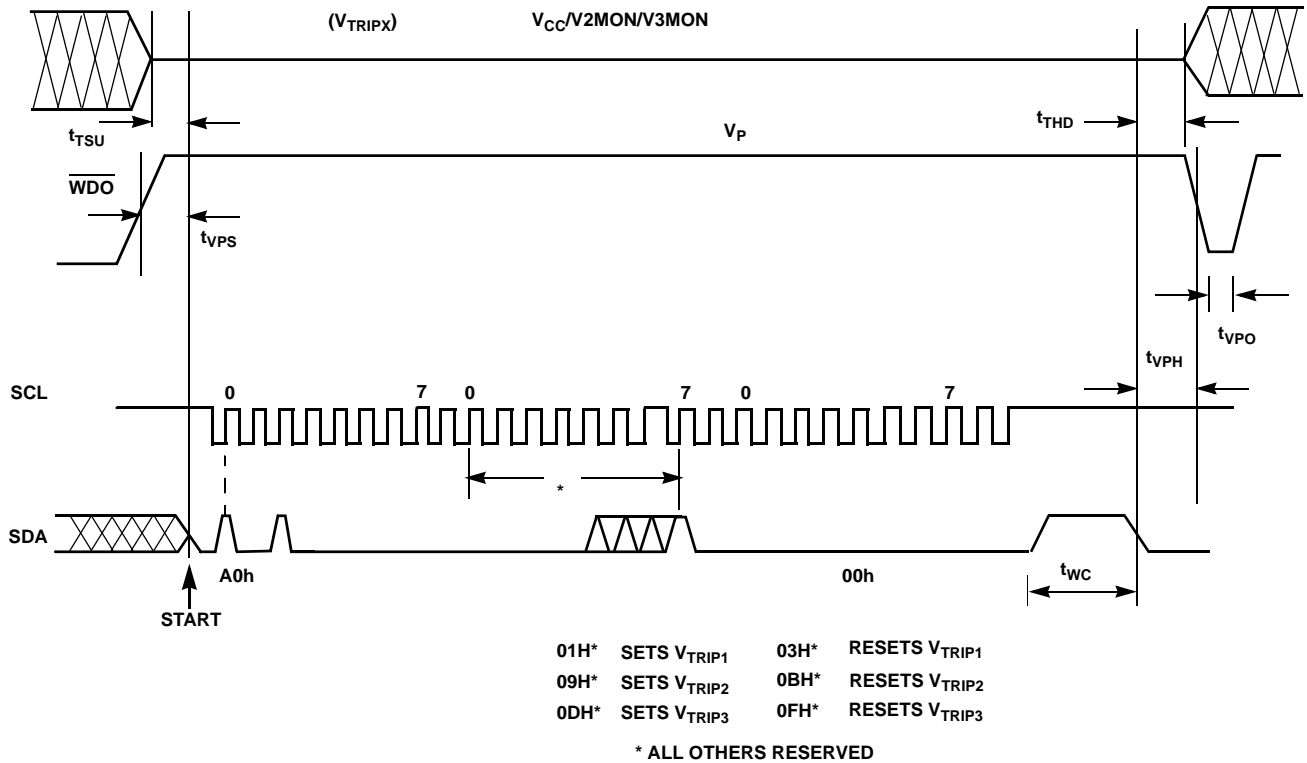 (VTRIPX) VCC/V2MON/V3MON
tTSU
tTHD
VP
WDO
tVPS
tVPO
tVPH
SCL
0 7 0 7 0 7
*
SDA
A0h 00h tWC
START
01H* SETS VTRIP1 03H* RESETS VTRIP1
09H* SETS VTRIP2 0BH* RESETS VTRIP2
0DH* SETS VTRIP3 0FH* RESETS VTRIP3
* ALL OTHERS RESERVED